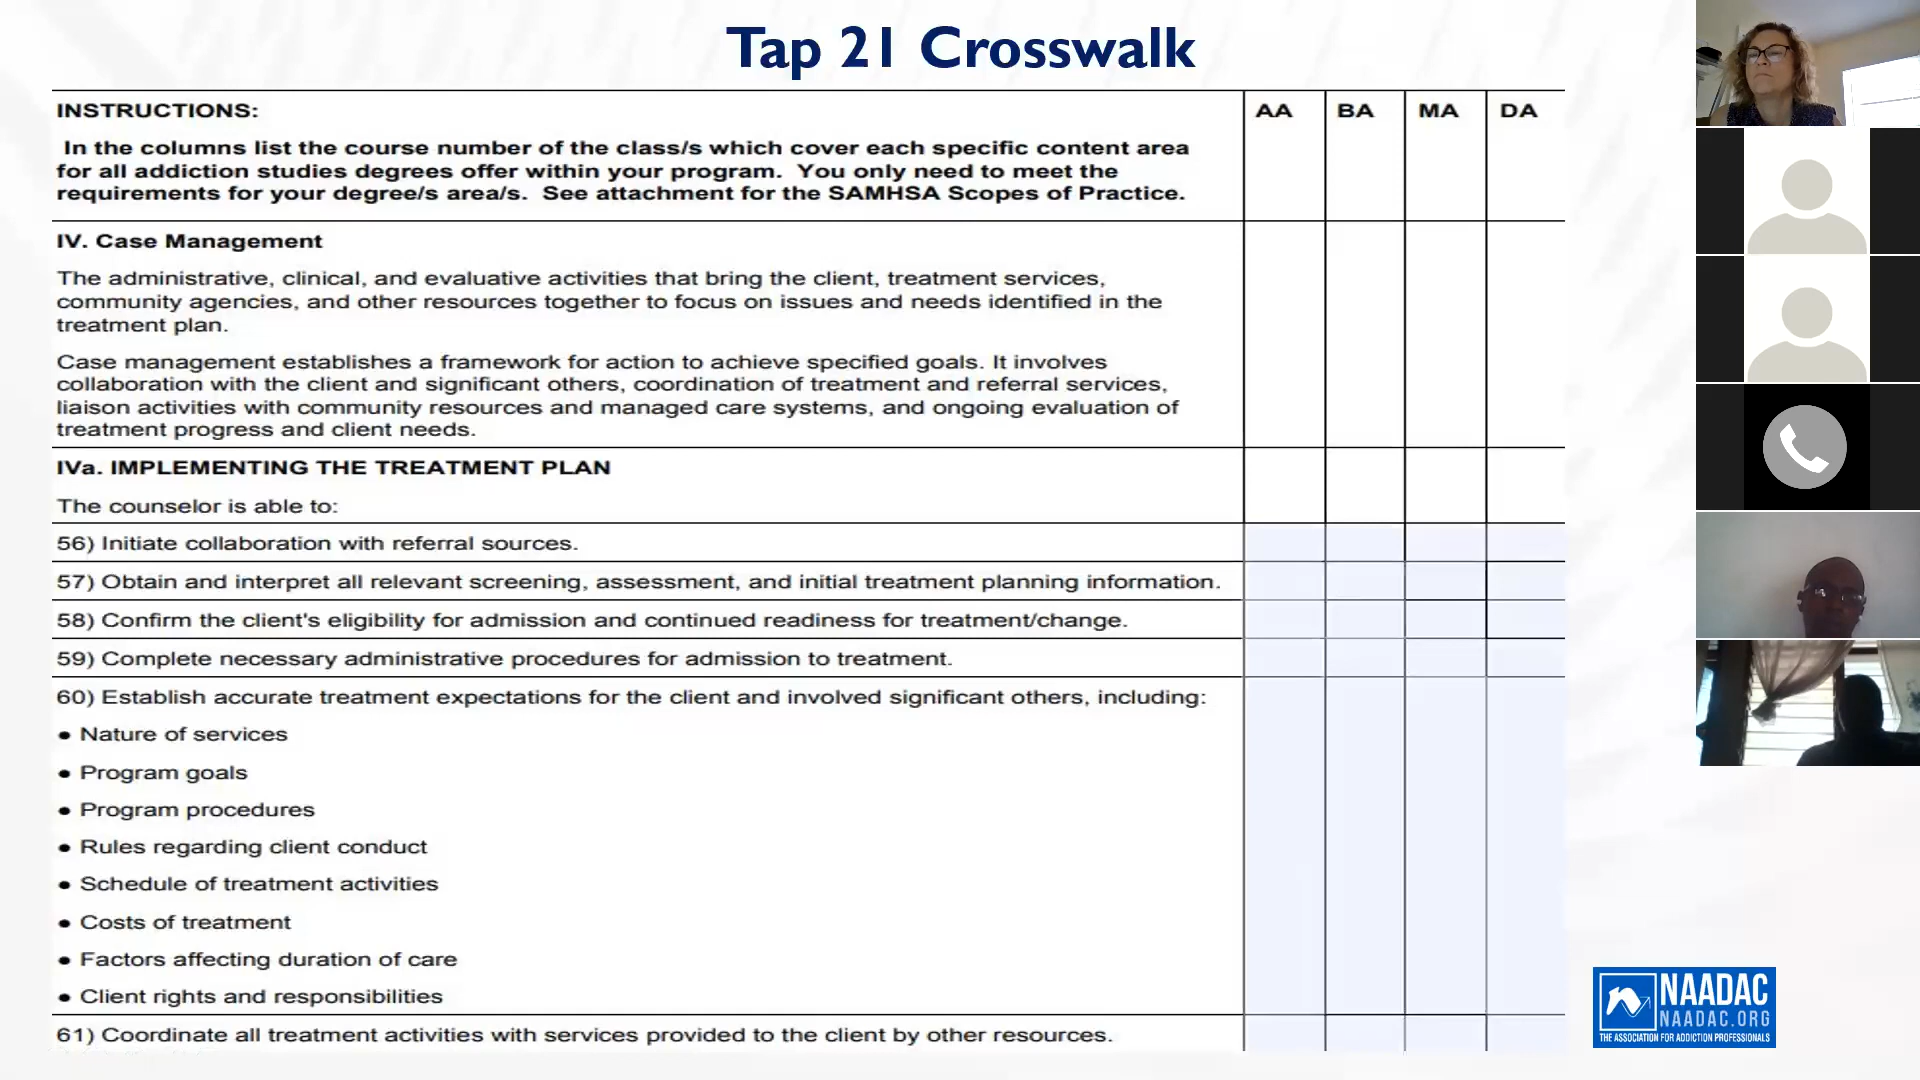 Tap 21 Crosswalk
INSTRUCTIONS:
AA
BA
MA
DA
In the columns list the course number of the class/s which cover each specific content area
for all addiction studies degrees offer within your program. You only need to meet the
requirements for your degree/s area/s. See attachment for the SAMHSA Scopes of Practice.
IV. Case Management
The administrative, clinical, and evaluative activities that bring the client, treatment services,
community agencies, and other resources together to focus on issues and needs identified in the
treatment plan.
Case management establishes a framework for action to achieve specified goals. It involves
collaboration with the client and significant others, coordination of treatment and referral services,
liaison activities with community resources and managed care systems, and ongoing evaluation of
treatment progress and client needs.
IVa. IMPLEMENTING THE TREATMENT PLAN
The counselor is able to:
56) Initiate collaboration with referral sources.
57) Obtain and interpret all relevant screening, assessment, and initial treatment planning information.
58) Confirm the client's eligibility for admission and continued readiness for treatment/change.
59) Complete necessary administrative procedures for admission to treatment.
60) Establish accurate treatment expectations for the client and involved significant others, including:
● Nature of services
● Program goals
● Program procedures
● Rules regarding client conduct
● Schedule of treatment activities
● Costs of treatment
● Factors affecting duration of care
● Client rights and responsibilities
61) Coordinate all treatment activities with services provided to the client by other resources.
NAADAC
NAADAC.ORG
THE ASSOCIATION FOR ADDICTION PROFESSIONALS